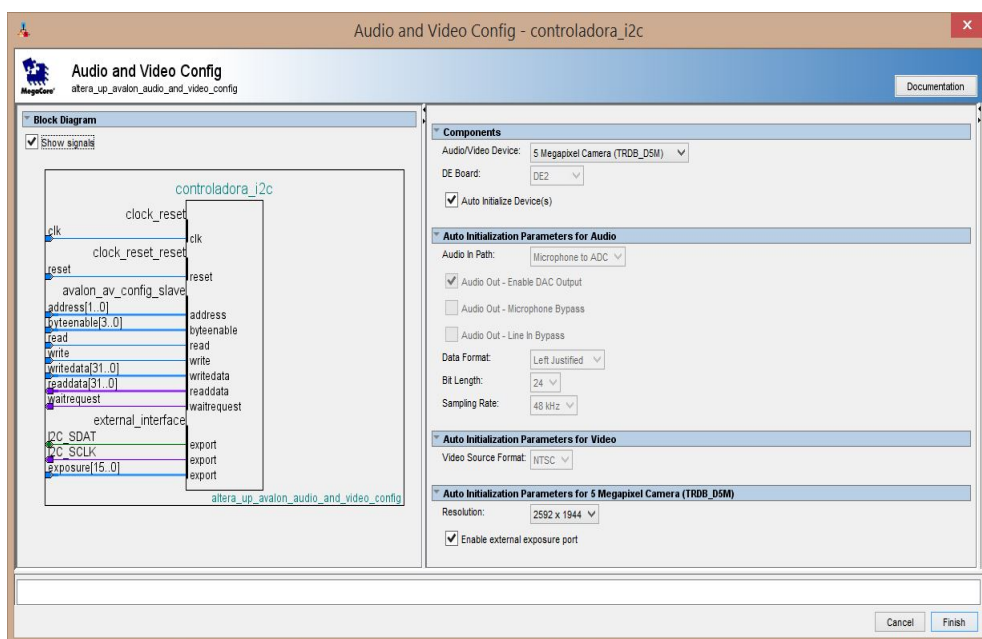 Audio and Video Config - controladora_i2c
x
MegaCore'
Audio and Video Config
altera_up_avalon_audio_and_video_config
Documentation
Block Diagram
Show signals
controladora_i2c
clock_reset
clk
clk
clock_reset_reset
reset
reset
avalon_av_config_slave
address[1..0]
address
byteenable[3..0]
byteenable
read
read
write
write
writedata[31..0]
writedata
readdata[31..0]
readdata
waitrequest
waitrequest
external_interface
I2C_SDAT
export
I2C_SCLK
export
exposure[15..0]
export
altera_up_avalon_audio_and_video_config
Components
Audio/Video Device: 5 Megapixel Camera (TRDB_D5M)
DE Board: DE2
Auto Initialize Device(s)
Auto Initialization Parameters for Audio
Audio In Path: Microphone to ADC
Audio Out - Enable DAC Output
Audio Out - Microphone Bypass
Audio Out - Line In Bypass
Data Format: Left Justified
Bit Length: 24
Sampling Rate: 48 kHz
Auto Initialization Parameters for Video
Video Source Format: NTSC
Auto Initialization Parameters for 5 Megapixel Camera (TRDB_D5M)
Resolution: 2592 x 1944
Enable external exposure port
Cancel Finish